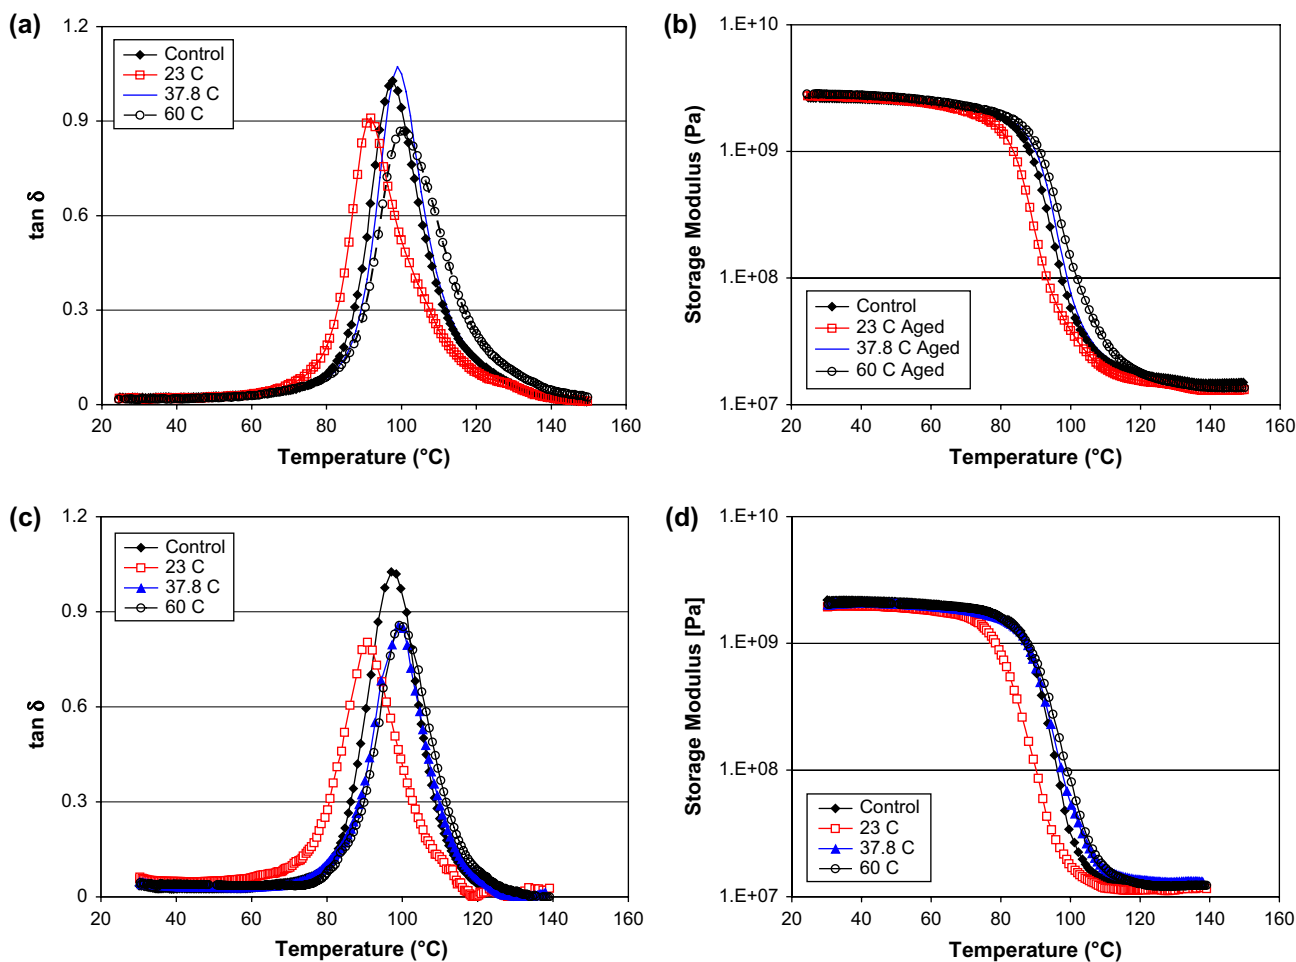 (a)
1.2
0.9
0.6
0.3
0
tan δ
Control
23 C
37.8 C
60 C
20 40 60 80 100 120 140 160
Temperature (°C)
(b)
1.E+10
1.E+09
1.E+08
1.E+07
Storage Modulus (Pa)
Control
23 C Aged
37.8 C Aged
60 C Aged
20 40 60 80 100 120 140 160
Temperature (°C)
(c)
1.2
0.9
0.6
0.3
0
tan δ
Control
23 C
37.8 C
60 C
20 40 60 80 100 120 140 160
Temperature (°C)
(d)
1.E+10
1.E+09
1.E+08
1.E+07
Storage Modulus [Pa]
Control
23 C
37.8 C
60 C
20 40 60 80 100 120 140 160
Temperature (°C)